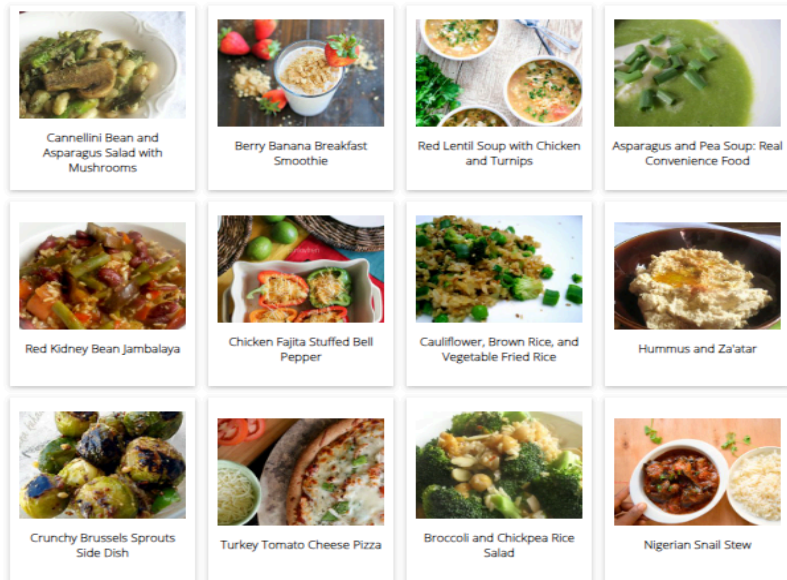 Cannellini Bean and
Asparagus Salad with
Mushrooms
Berry Banana Breakfast
Smoothie
Red Lentil Soup with Chicken
and Turnips
Asparagus and Pea Soup: Real
Convenience Food
Red Kidney Bean Jambalaya
Chicken Fajita Stuffed Bell
Pepper
Cauliflower, Brown Rice, and
Vegetable Fried Rice
Hummus and Za'atar
Crunchy Brussels Sprouts
Side Dish
Turkey Tomato Cheese Pizza
Broccoli and Chickpea Rice
Salad
Nigerian Snail Stew